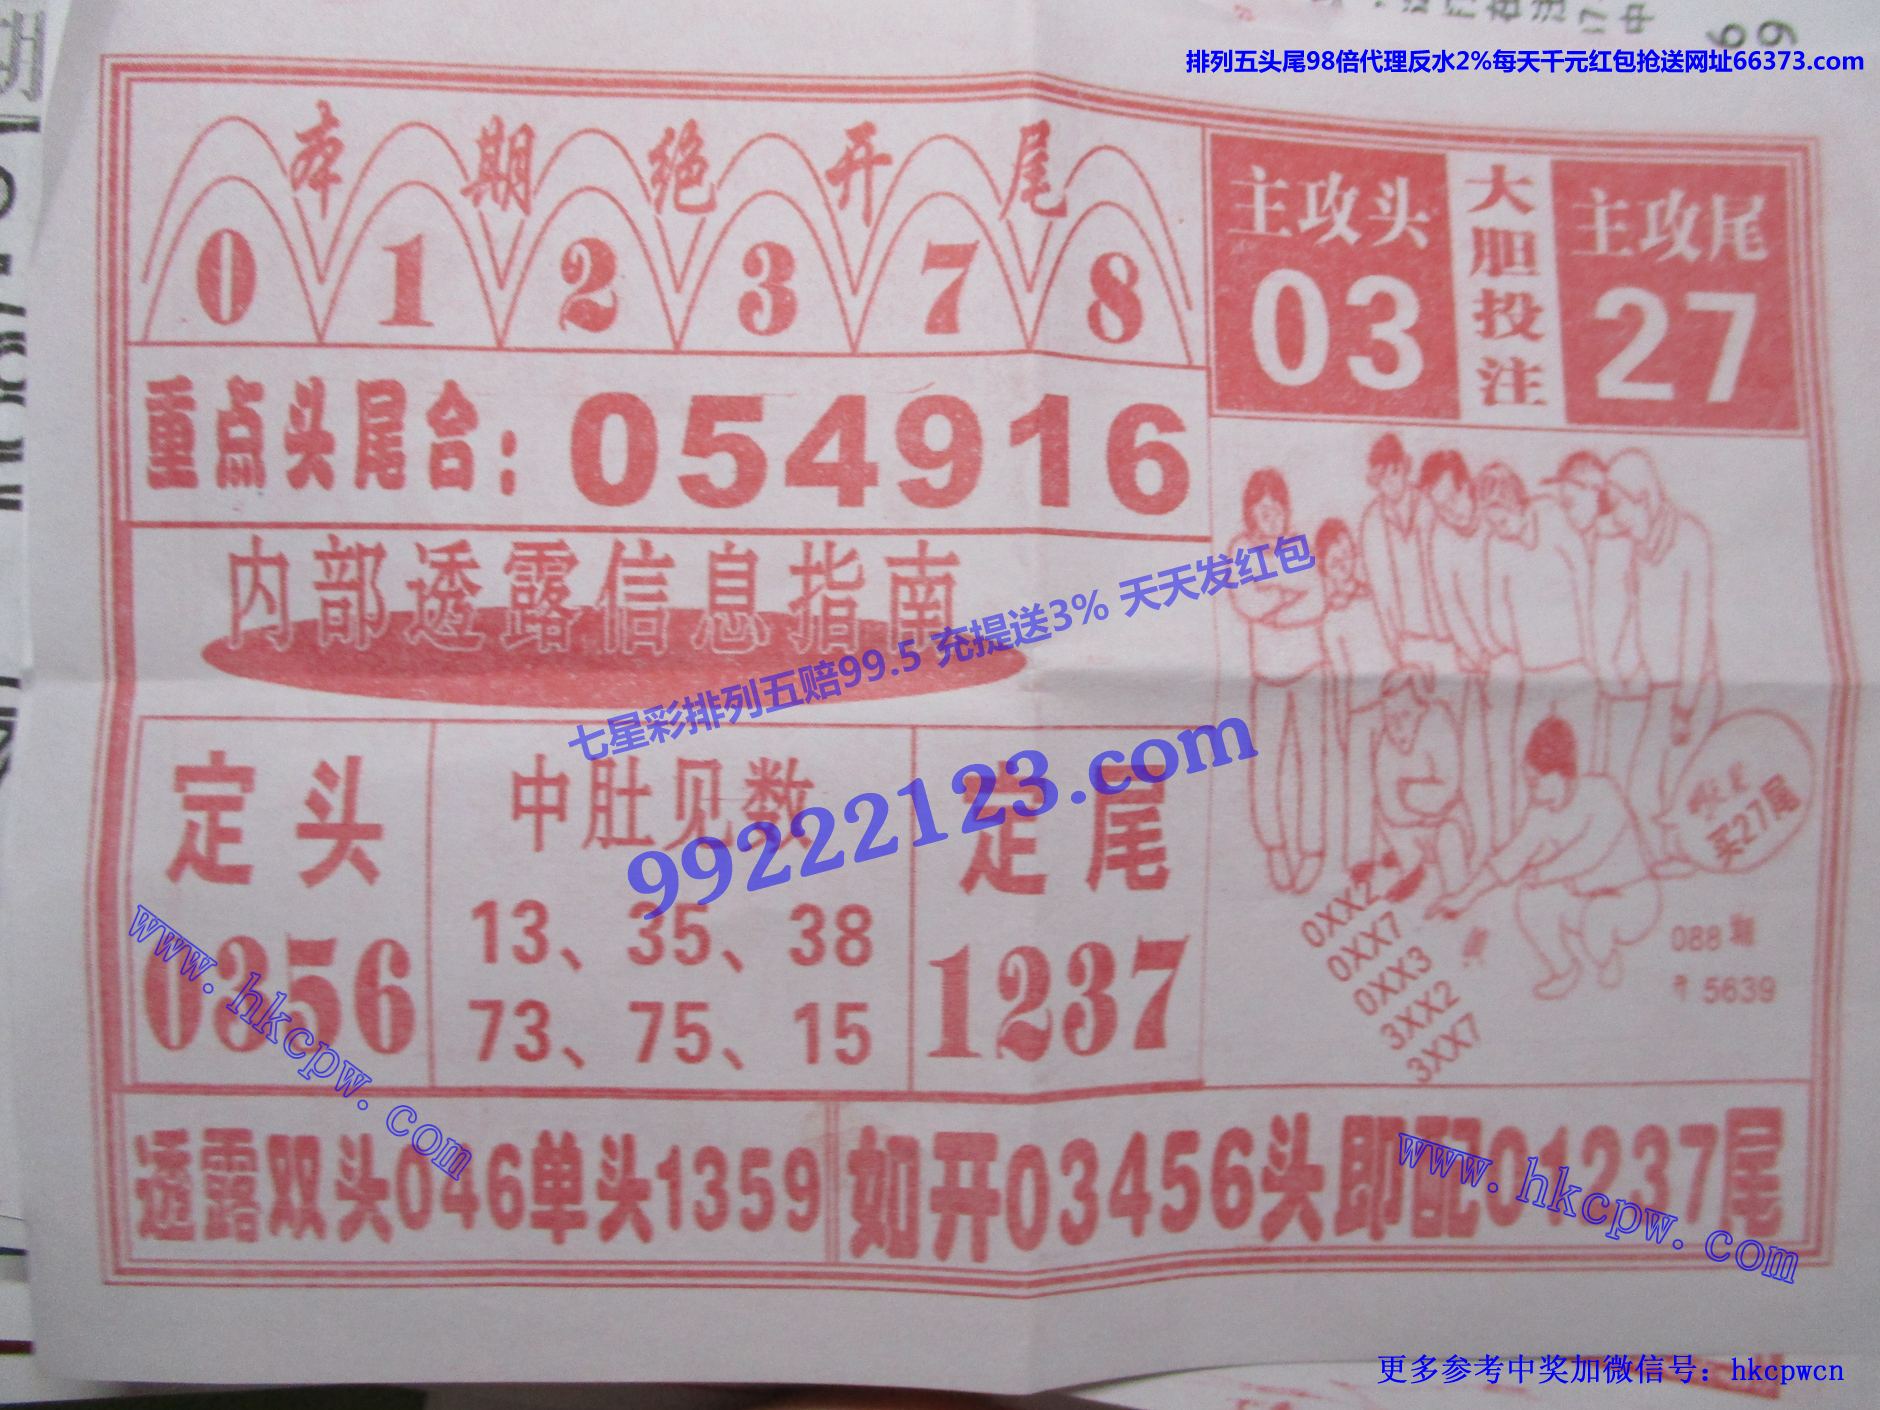 排列五头尾98倍代理反水2%每天千元红包抢送网址66373.com
本期绝开尾
0 1 2 3 7 8
主攻头
03
大胆投注
主攻尾
27
重点头尾合：054916
内部透露信息指南
七星彩排列五赔99.5 充提送3% 天天发红包
99222123.com
定头
0356
中肚见数
13、35、38
73、75、15
定尾
1237
买27尾
0XX2
0XX7
0XX3
3XX2
3XX7
088期
5639
www.hkcpw.com
透露双头046单头1359
如开03456头即配01237尾
www.hkcpw.com
更多参考中奖加微信号：hkcpwcn